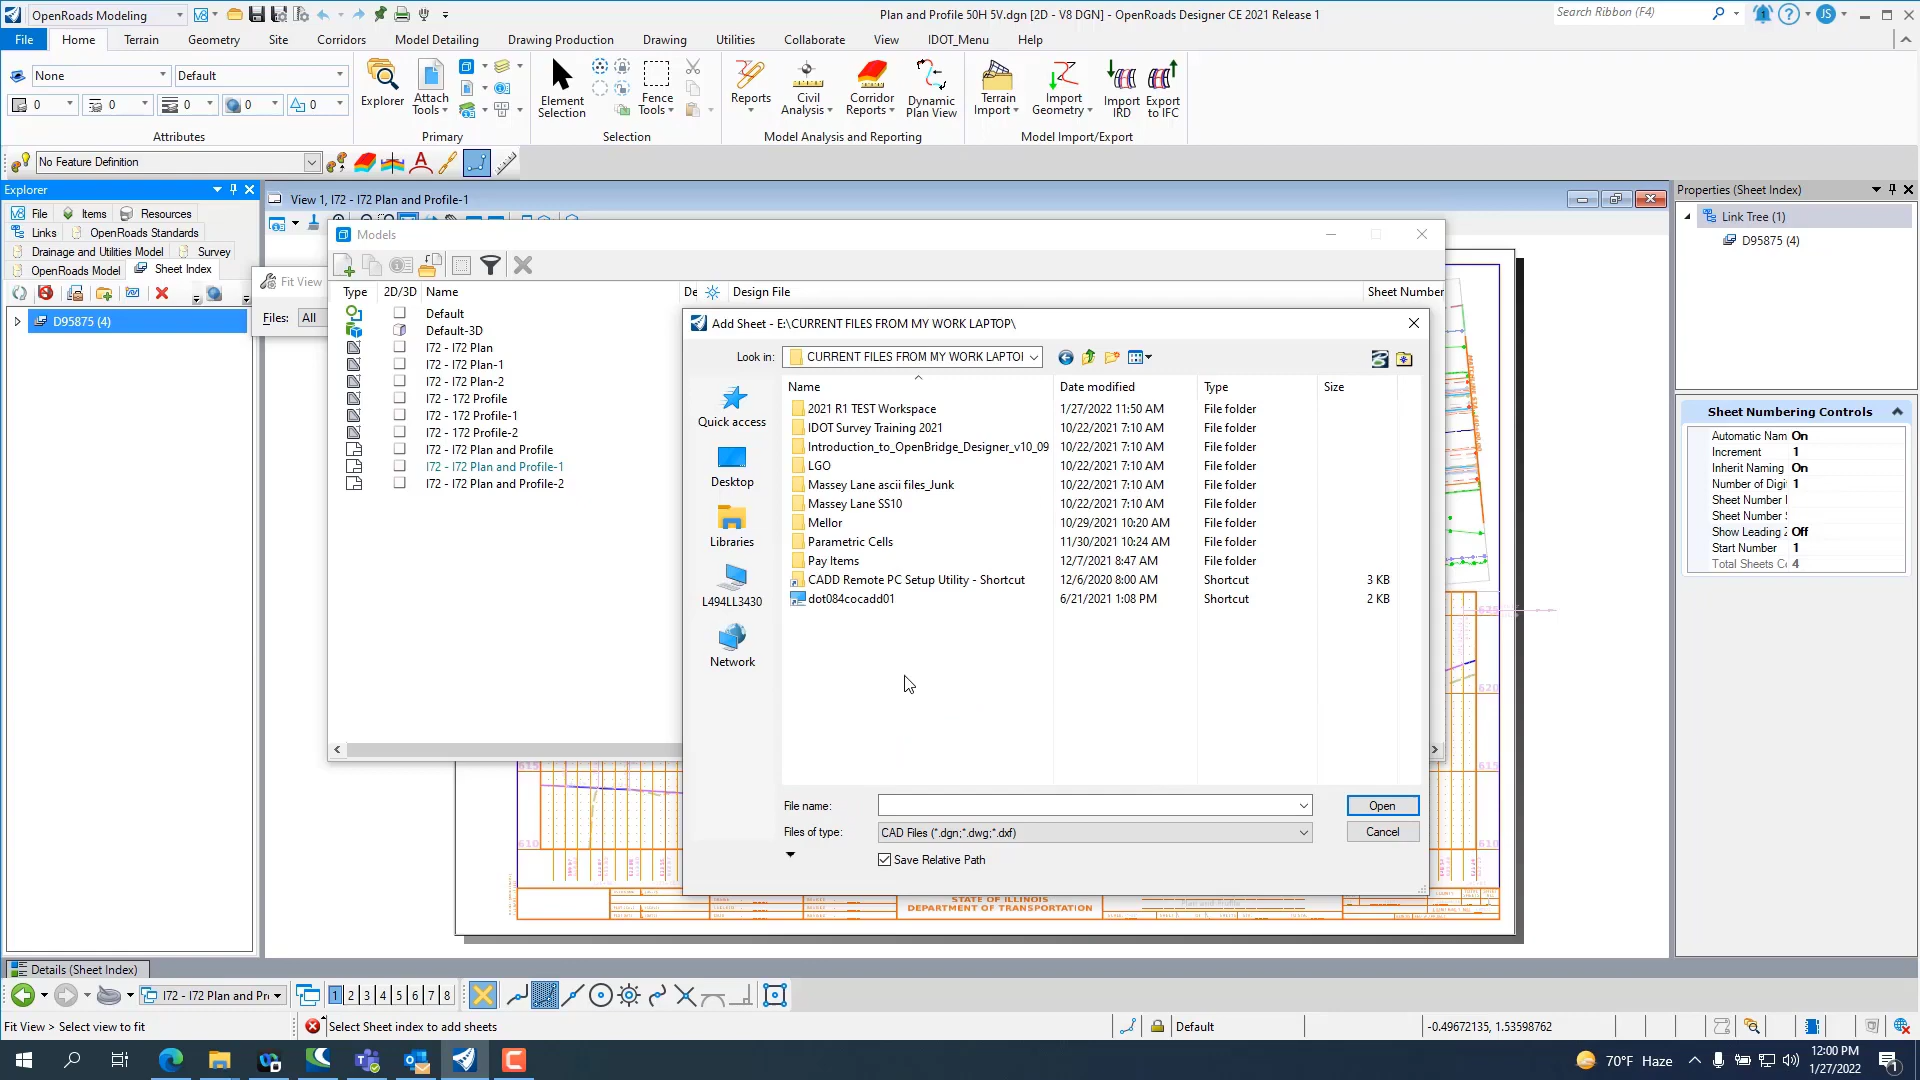 OpenRoads Modeling
Plan and Profile 50H 5V.dgn [2D - V8 DGN] - OpenRoads Designer CE 2021 Release 1
Search Ribbon (F4)
JS
File Home Terrain Geometry Site Corridors Model Detailing Drawing Production Drawing Utilities Collaborate View IDOT_Menu Help
None Default
0 0 0 0 0
Attributes
Explorer
Attach Tools
Primary
Element Selection
Fence Tools
Selection
Reports
Civil Analysis
Corridor Reports
Dynamic Plan View
Model Analysis and Reporting
Terrain Import
Import Geometry
Import IRD
Export to IFC
Model Import/Export
No Feature Definition
Explorer
File Items Resources
Links OpenRoads Standards
Drainage and Utilities Model Survey
OpenRoads Model Sheet Index
D95875 (4)
View 1, I72 - I72 Plan and Profile-1
Fit View
Files: All
Models
Type 2D/3D Name De Design File Sheet Number
Default
Default-3D
I72 - I72 Plan
I72 - I72 Plan-1
I72 - I72 Plan-2
I72 - 172 Profile
I72 - 172 Profile-1
I72 - 172 Profile-2
I72 - I72 Plan and Profile
I72 - I72 Plan and Profile-1
I72 - I72 Plan and Profile-2
Add Sheet - E:\CURRENT FILES FROM MY WORK LAPTOP\
Look in: CURRENT FILES FROM MY WORK LAPTOI
Quick access
Desktop
Libraries
L494LL3430
Network
Name Date modified Type Size
2021 R1 TEST Workspace 1/27/2022 11:50 AM File folder
IDOT Survey Training 2021 10/22/2021 7:10 AM File folder
Introduction_to_OpenBridge_Designer_v10_09 10/22/2021 7:10 AM File folder
LGO 10/22/2021 7:10 AM File folder
Massey Lane ascii files_Junk 10/22/2021 7:10 AM File folder
Massey Lane SS10 10/22/2021 7:10 AM File folder
Mellor 10/29/2021 10:20 AM File folder
Parametric Cells 11/30/2021 10:24 AM File folder
Pay Items 12/7/2021 8:47 AM File folder
CADD Remote PC Setup Utility - Shortcut 12/6/2020 8:00 AM Shortcut 3 KB
dot084cocadd01 6/21/2021 1:08 PM Shortcut 2 KB
File name: Open
Files of type: CAD Files (*.dgn;*.dwg;*.dxf) Cancel
Save Relative Path
625
620
615
615
610
610
STATE OF ILLINOIS
DEPARTMENT OF TRANSPORTATION
Plan and Profile
Properties (Sheet Index)
Link Tree (1)
D95875 (4)
Sheet Numbering Controls
Automatic Nam On
Increment 1
Inherit Naming On
Number of Digi 1
Sheet Number
Sheet Number
Show Leading Off
Start Number 1
Total Sheets Co 4
Details (Sheet Index)
I72 - I72 Plan and Pr
1 2 3 4 5 6 7 8
Fit View > Select view to fit
Select Sheet index to add sheets
Default
-0.49672135, 1.53598762
70°F Haze
12:00 PM
1/27/2022
1